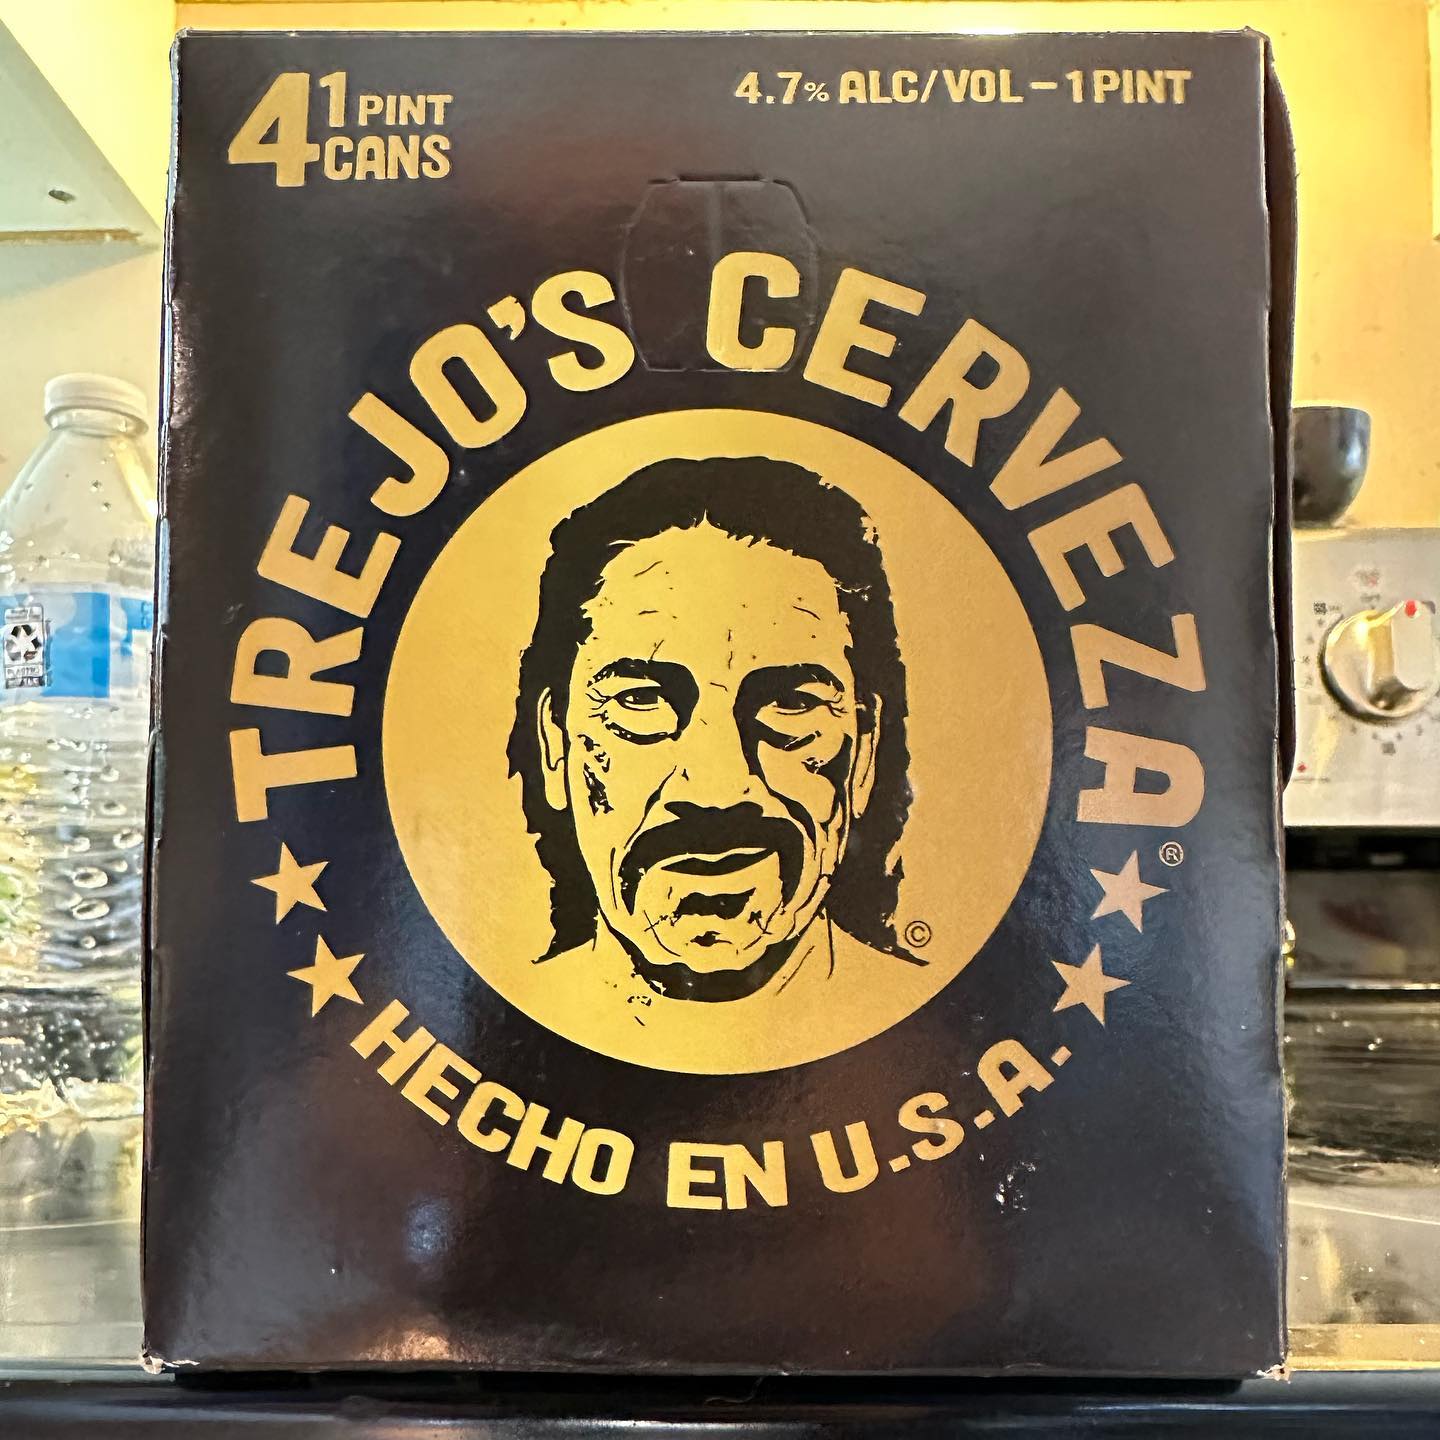 4 1 PINT
CANS
4.7% ALC/VOL – 1 PINT
TREJO'S CERVEZA®
©
HECHO EN U.S.A.